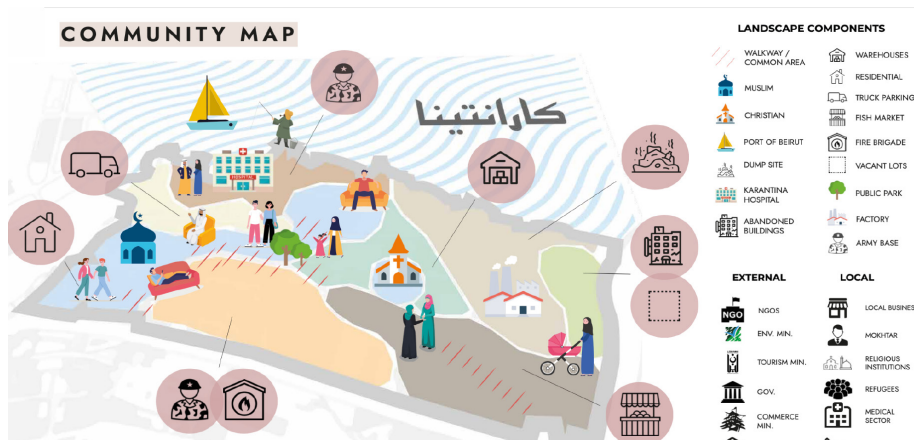 COMMUNITY MAP
كارانتينا
HOSPITAL
LANDSCAPE COMPONENTS
WALKWAY /
COMMON AREA
MUSLIM
CHRISTIAN
PORT OF BEIRUT
DUMP SITE
KARANTINA
HOSPITAL
ABANDONED
BUILDINGS
WAREHOUSES
RESIDENTIAL
TRUCK PARKING
FISH MARKET
FIRE BRIGADE
VACANT LOTS
PUBLIC PARK
FACTORY
ARMY BASE
EXTERNAL
NGO
NGOS
ENV. MIN.
TOURISM MIN.
GOV.
COMMERCE
MIN.
LOCAL
LOCAL BUSINE
MOKHTAR
RELIGIOUS
INSTITUTIONS
REFUGEES
MEDICAL
SECTOR